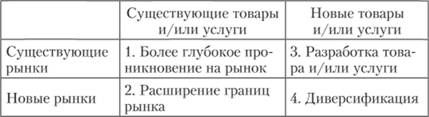 Существующие товары
и/или услуги
Новые товары
и/или услуги
Существующие
рынки
1. Более глубокое про-
никновение на рынок
3. Разработка това-
ра и/или услуги
Новые рынки
2. Расширение границ
рынка
4. Диверсификация